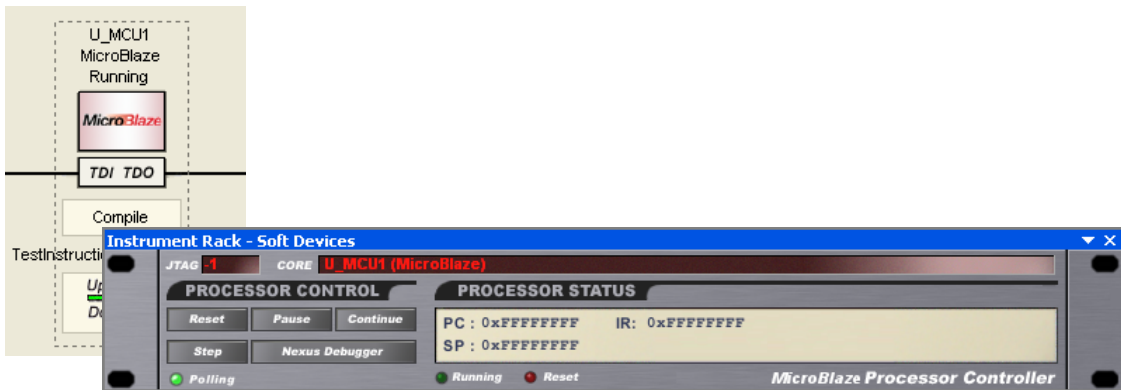 U_MCU1
MicroBlaze
Running
MicroBlaze
TDI TDO
Compile
TestInstructi
Instrument Rack - Soft Devices
JTAG -1 CORE U_MCU1 (MicroBlaze)
PROCESSOR CONTROL PROCESSOR STATUS
Reset Pause Continue
PC : 0xFFFFFFFF IR: 0xFFFFFFFF
SP : 0xFFFFFFFF
Step Nexus Debugger
Polling Running Reset MicroBlaze Processor Controller